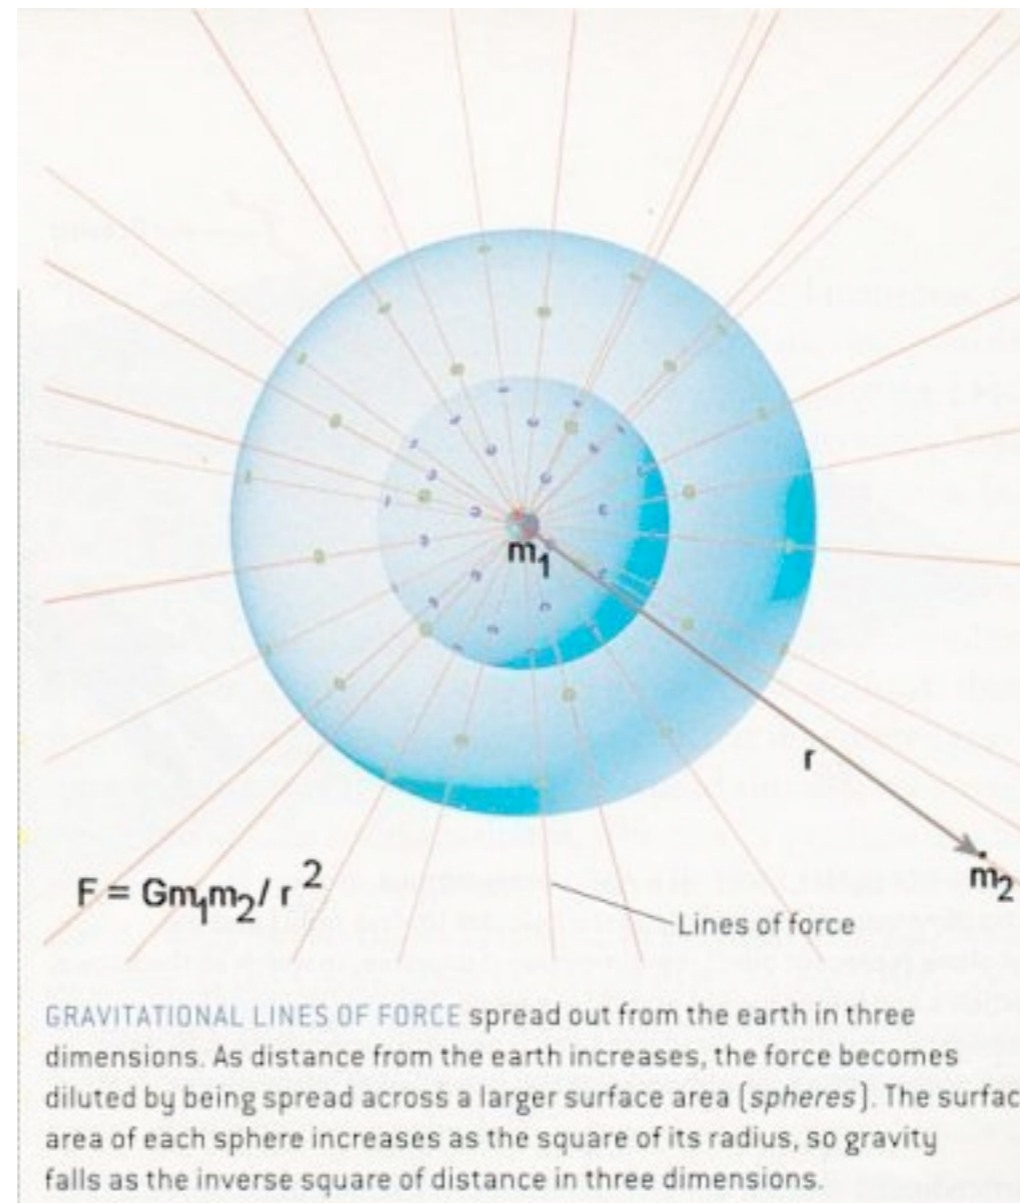 m₁
r
m₂
F = Gm₁m₂/ r²
Lines of force
GRAVITATIONAL LINES OF FORCE spread out from the earth in three
dimensions. As distance from the earth increases, the force becomes
diluted by being spread across a larger surface area (spheres). The surfac
area of each sphere increases as the square of its radius, so gravity
falls as the inverse square of distance in three dimensions.